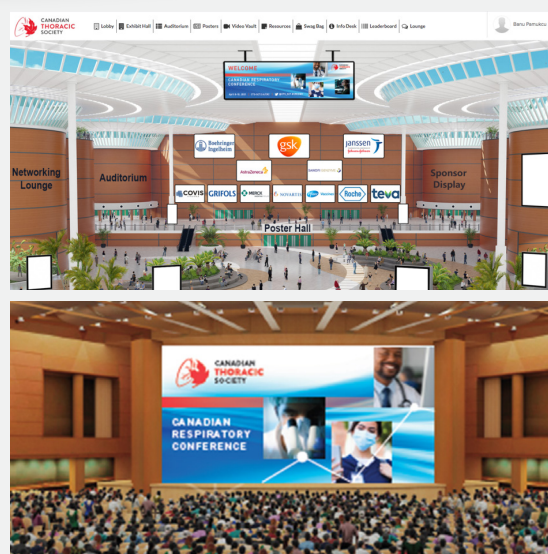 CANADIAN
THORACIC
SOCIETY
Lobby Exhibit Hall Auditorium Posters Video Vault Resources Swag Bag Info Desk Leaderboard Lounge
WELCOME
CANADIAN RESPIRATORY
CONFERENCE
Boehringer
Ingelheim
gsk
janssen
AstraZeneca
Networking
Lounge
Auditorium
Sponsor
Display
COVIS GRIFOLS MERCK NOVARTIS Roche teva
Poster Hall
CANADIAN
THORACIC
SOCIETY
CANADIAN
RESPIRATORY
CONFERENCE